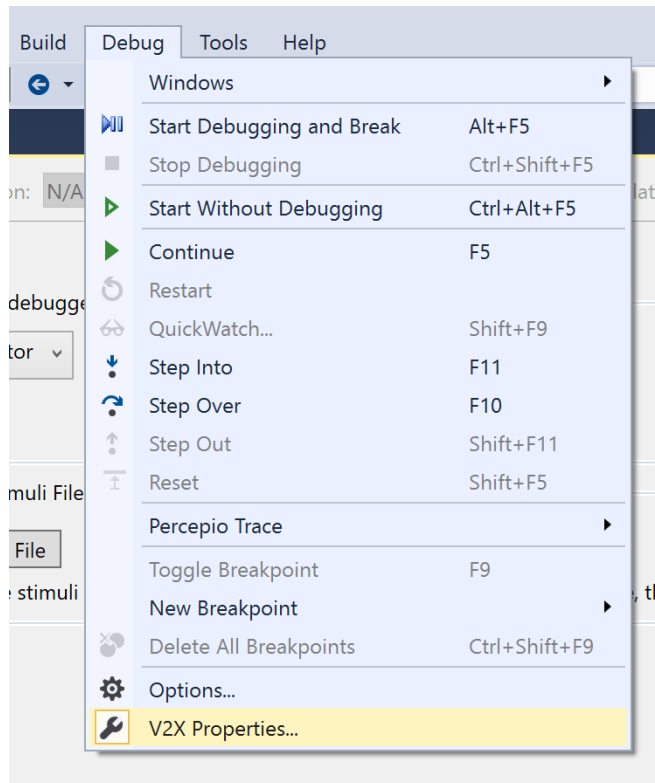 Build Debug Tools Help
Windows
Start Debugging and Break Alt+F5
Stop Debugging Ctrl+Shift+F5
on: N/A lat
Start Without Debugging Ctrl+Alt+F5
Continue F5
Restart
debugge
QuickWatch... Shift+F9
tor
Step Into F11
Step Over F10
Step Out Shift+F11
Reset Shift+F5
muli File
Percepio Trace
File
Toggle Breakpoint F9
stimuli , th
New Breakpoint
Delete All Breakpoints Ctrl+Shift+F9
Options...
V2X Properties...